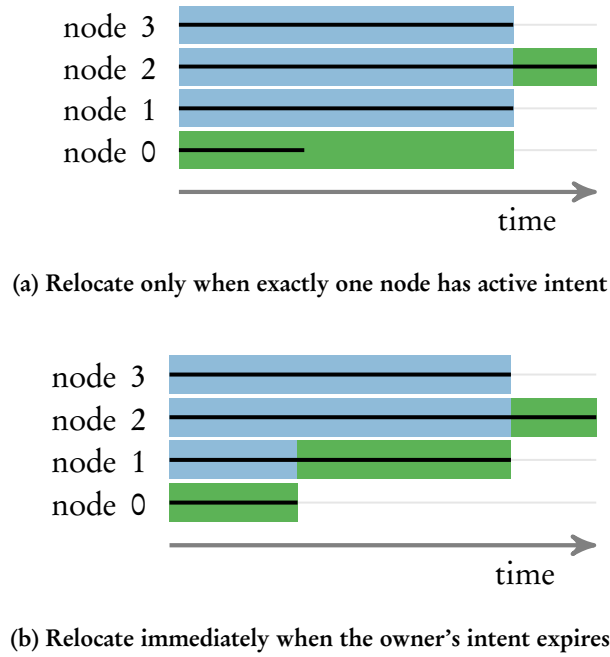 node 3
node 2
node 1
node 0
time
(a) Relocate only when exactly one node has active intent
node 3
node 2
node 1
node 0
time
(b) Relocate immediately when the owner’s intent expires